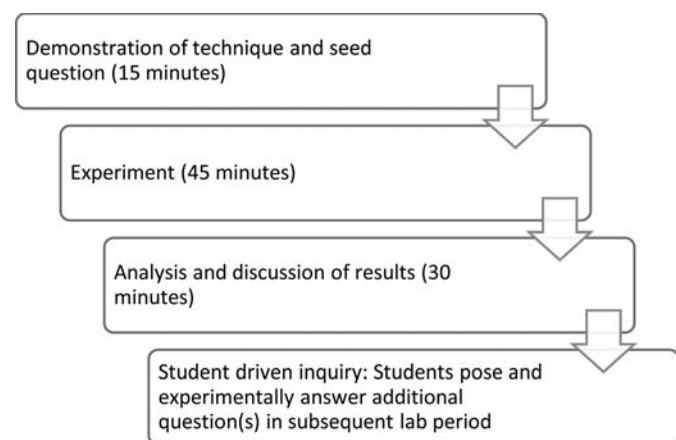 Demonstration of technique and seed
question (15 minutes)
Experiment (45 minutes)
Analysis and discussion of results (30
minutes)
Student driven inquiry: Students pose and
experimentally answer additional
question(s) in subsequent lab period